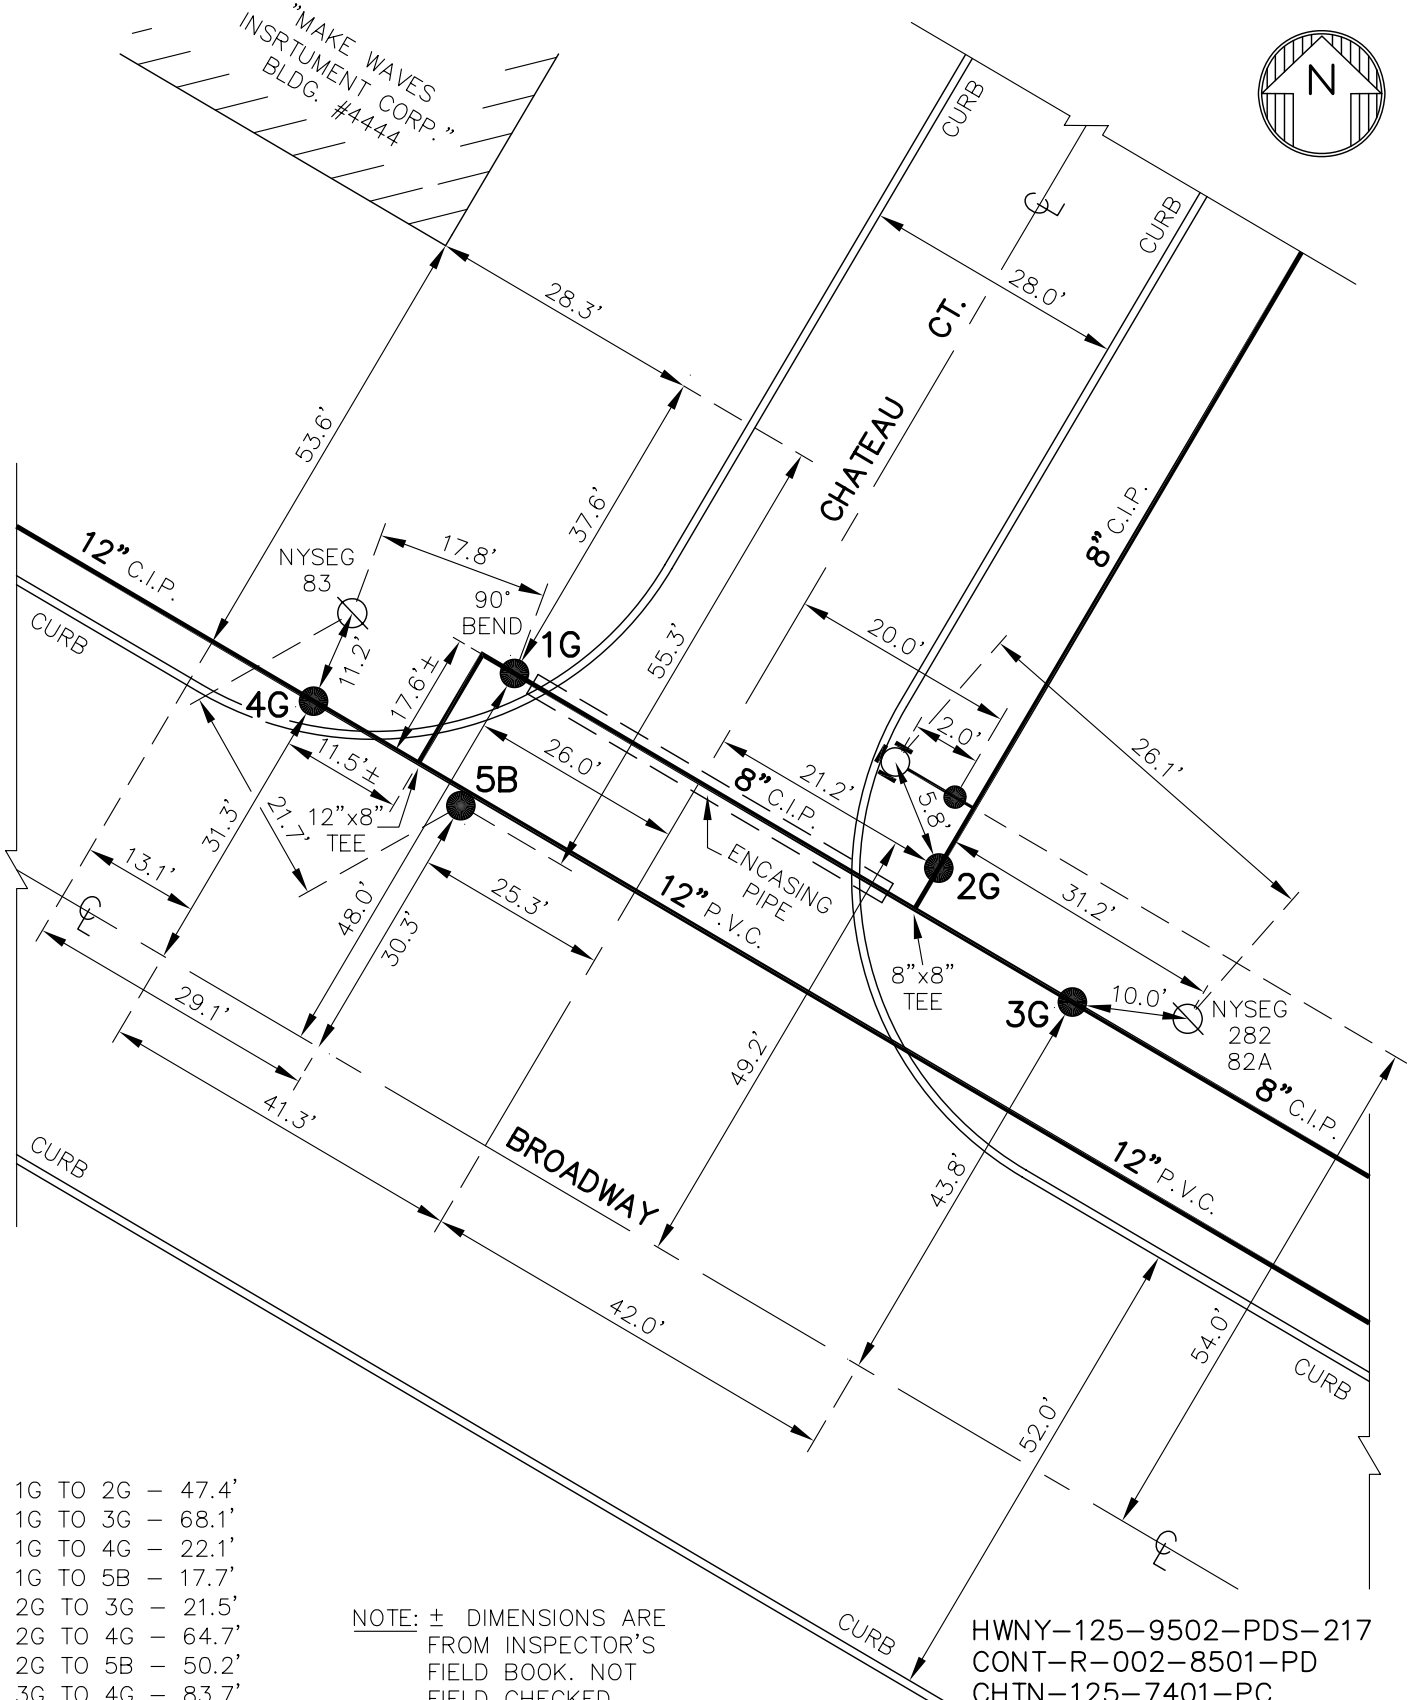 "MAKE WAVES
INSRTUMENT CORP."
BLDG. #4444
N
CURB
CURB
℄
28.0'
CHATEAU CT.
28.3'
53.6'
37.6'
55.3'
8" C.I.P.
12" C.I.P.
NYSEG
83
17.8'
90°
BEND
1G
CURB
11.2'
17.6'±
20.0'
4G
2.0'
26.1'
11.5'±
26.0'
5B
8" C.I.P.
21.2'
5.8'
31.3'
21.7'
12"x8"
TEE
13.1'
48.0'
30.3'
25.3'
ENCASING
PIPE
12" P.V.C.
2G
31.2'
℄
29.1'
8"x8"
TEE
3G
10.0'
NYSEG
282
82A
49.2'
41.3'
8" C.I.P.
BROADWAY
43.8'
12" P.V.C.
CURB
42.0'
54.0'
CURB
52.0'
℄
CURB
1G TO 2G – 47.4'
1G TO 3G – 68.1'
1G TO 4G – 22.1'
1G TO 5B – 17.7'
2G TO 3G – 21.5'
2G TO 4G – 64.7'
2G TO 5B – 50.2'
3G TO 4G – 83.7'
NOTE: ± DIMENSIONS ARE
FROM INSPECTOR'S
FIELD BOOK. NOT
FIELD CHECKED
HWNY–125–9502–PDS–217
CONT–R–002–8501–PD
CHTN–125–7401–PC